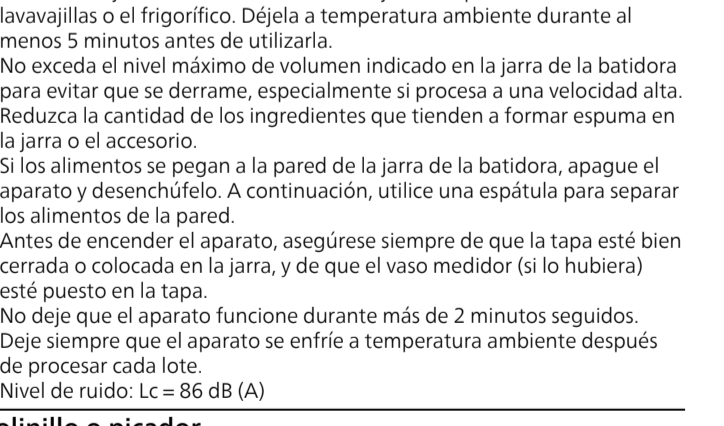 lavavajillas o el frigorífico. Déjela a temperatura ambiente durante al
menos 5 minutos antes de utilizarla.
No exceda el nivel máximo de volumen indicado en la jarra de la batidora
para evitar que se derrame, especialmente si procesa a una velocidad alta.
Reduzca la cantidad de los ingredientes que tienden a formar espuma en
la jarra o el accesorio.
Si los alimentos se pegan a la pared de la jarra de la batidora, apague el
aparato y desenchúfelo. A continuación, utilice una espátula para separar
los alimentos de la pared.
Antes de encender el aparato, asegúrese siempre de que la tapa esté bien
cerrada o colocada en la jarra, y de que el vaso medidor (si lo hubiera)
esté puesto en la tapa.
No deje que el aparato funcione durante más de 2 minutos seguidos.
Deje siempre que el aparato se enfríe a temperatura ambiente después
de procesar cada lote.
Nivel de ruido: Lc = 86 dB (A)